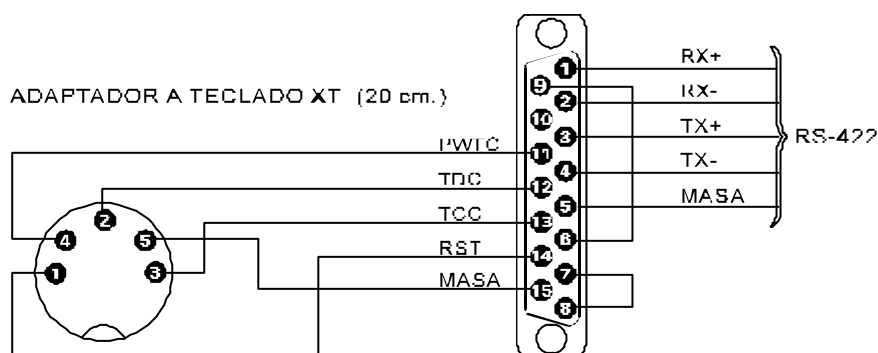 ADAPTADOR A TECLADO XT (20 cm.)
PWTC
TDC
TCC
RST
MASA
2
4
5
1
3
1
9
2
10
3
11
4
12
5
13
6
14
7
15
8
RX+
RX-
TX+
TX-
MASA
RS-422